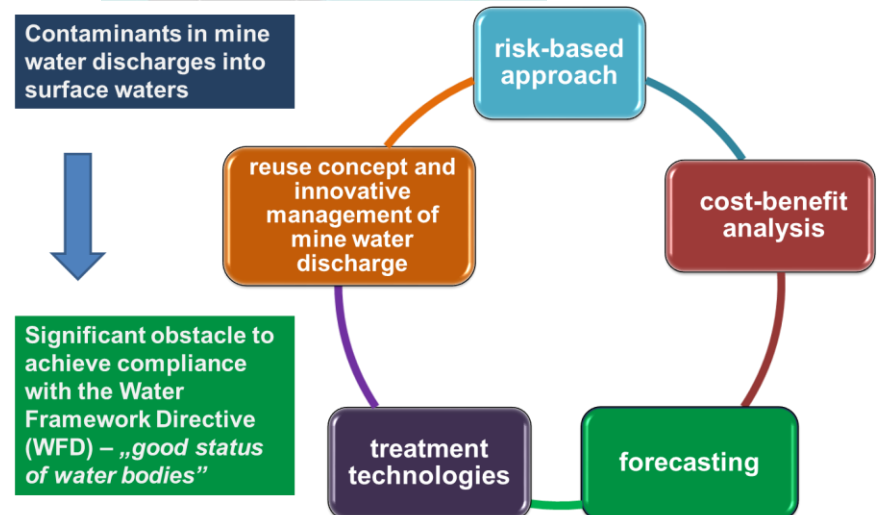 Contaminants in mine
water discharges into
surface waters
Significant obstacle to
achieve compliance
with the Water
Framework Directive
(WFD) – „good status
of water bodies”
risk-based
approach
cost-benefit
analysis
forecasting
treatment
technologies
reuse concept and
innovative
management of
mine water
discharge